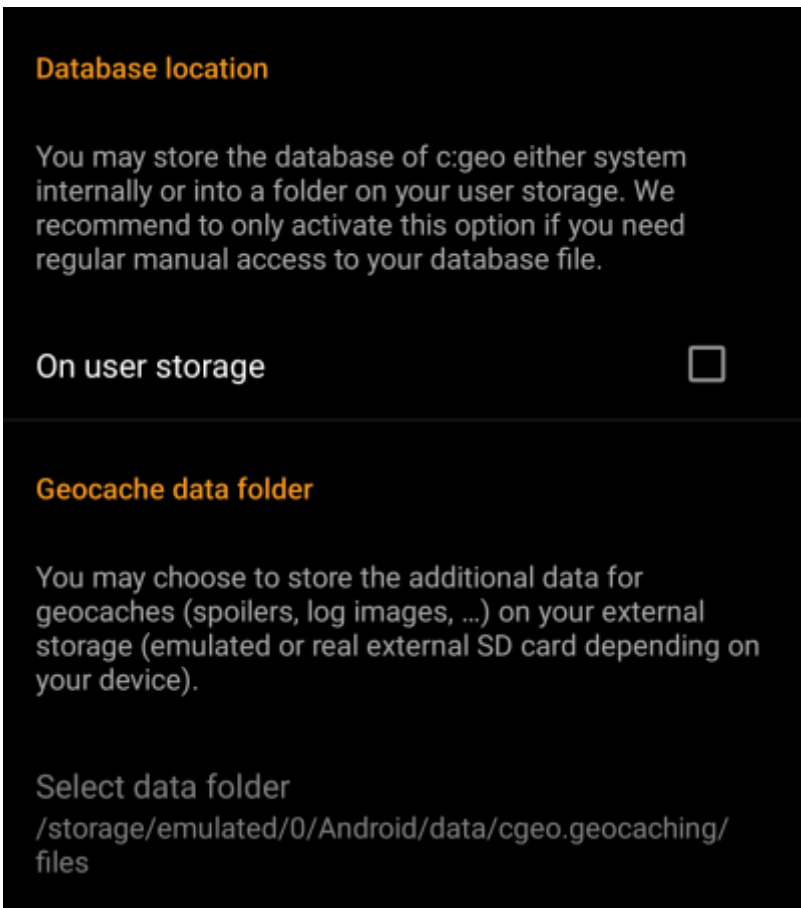 Database location
You may store the database of c:geo either system
internally or into a folder on your user storage. We
recommend to only activate this option if you need
regular manual access to your database file.
On user storage
Geocache data folder
You may choose to store the additional data for
geocaches (spoilers, log images, …) on your external
storage (emulated or real external SD card depending on
your device).
Select data folder
/storage/emulated/0/Android/data/cgeo.geocaching/
files